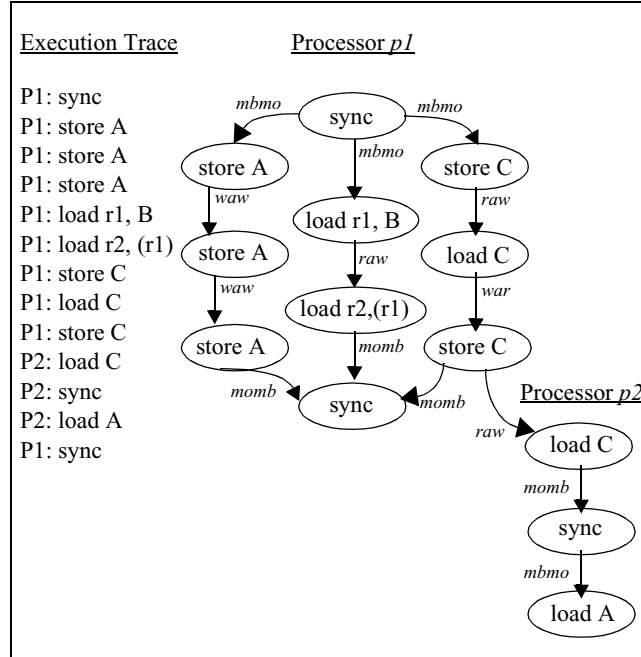 Execution Trace
Processor p1
P1: sync
P1: store A
P1: store A
P1: store A
P1: load r1, B
P1: load r2, (r1)
P1: store C
P1: load C
P1: store C
P2: load C
P2: sync
P2: load A
P1: sync
mbmo
mbmo
sync
mbmo
store A
store C
waw
raw
load r1, B
store A
load C
raw
waw
war
load r2,(r1)
store A
store C
momb
momb
momb
sync
Processor p2
raw
load C
momb
sync
mbmo
load A